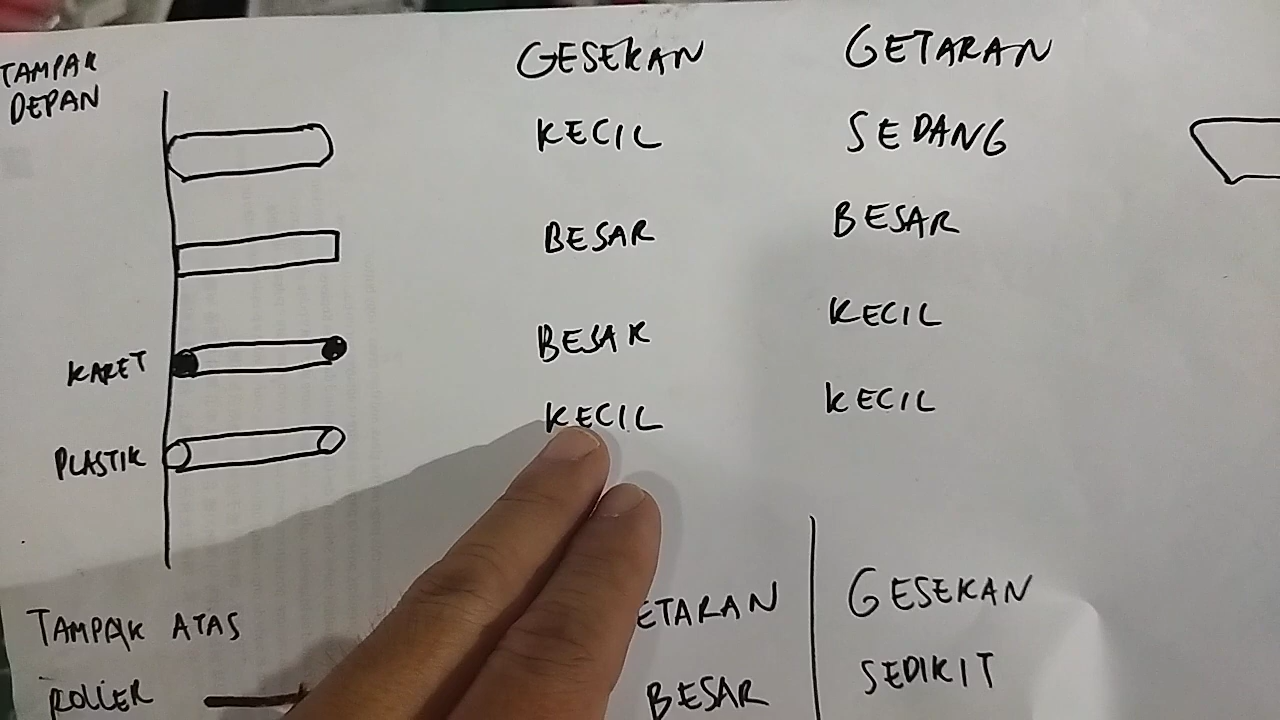 TAMPAK DEPAN
GESEKAN GETARAN
KECIL SEDANG
BESAR BESAR
KARET BESAR KECIL
PLASTIK KECIL KECIL
TAMPAK ATAS ETARAN GESEKAN
ROLLER BESAR SEDIKIT